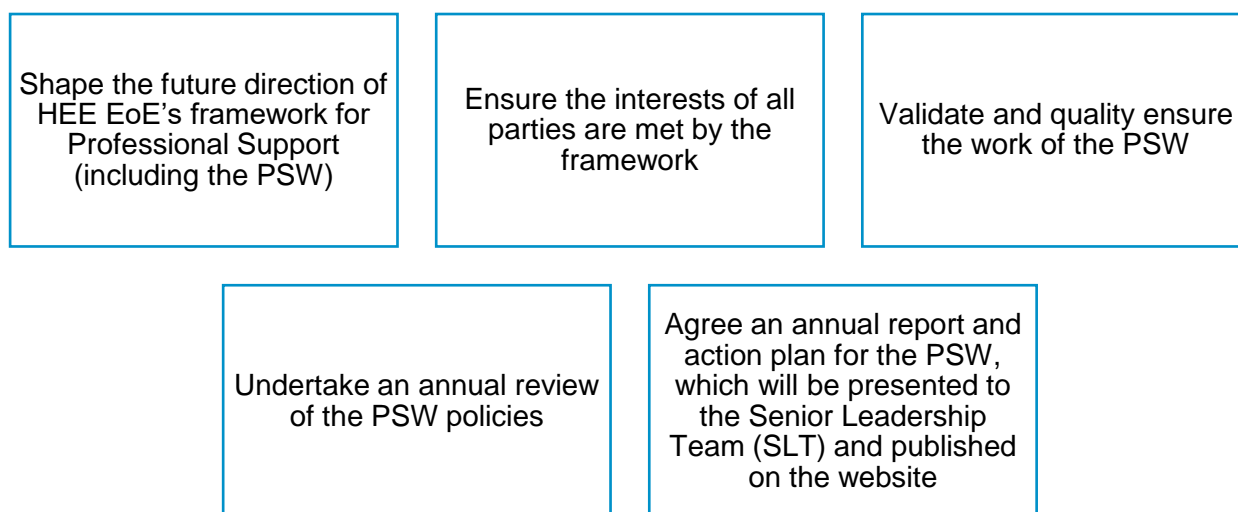 Shape the future direction of
HEE EoE's framework for
Professional Support
(including the PSW)
Ensure the interests of all
parties are met by the
framework
Validate and quality ensure
the work of the PSW
Undertake an annual review
of the PSW policies
Agree an annual report and
action plan for the PSW,
which will be presented to
the Senior Leadership
Team (SLT) and published
on the website